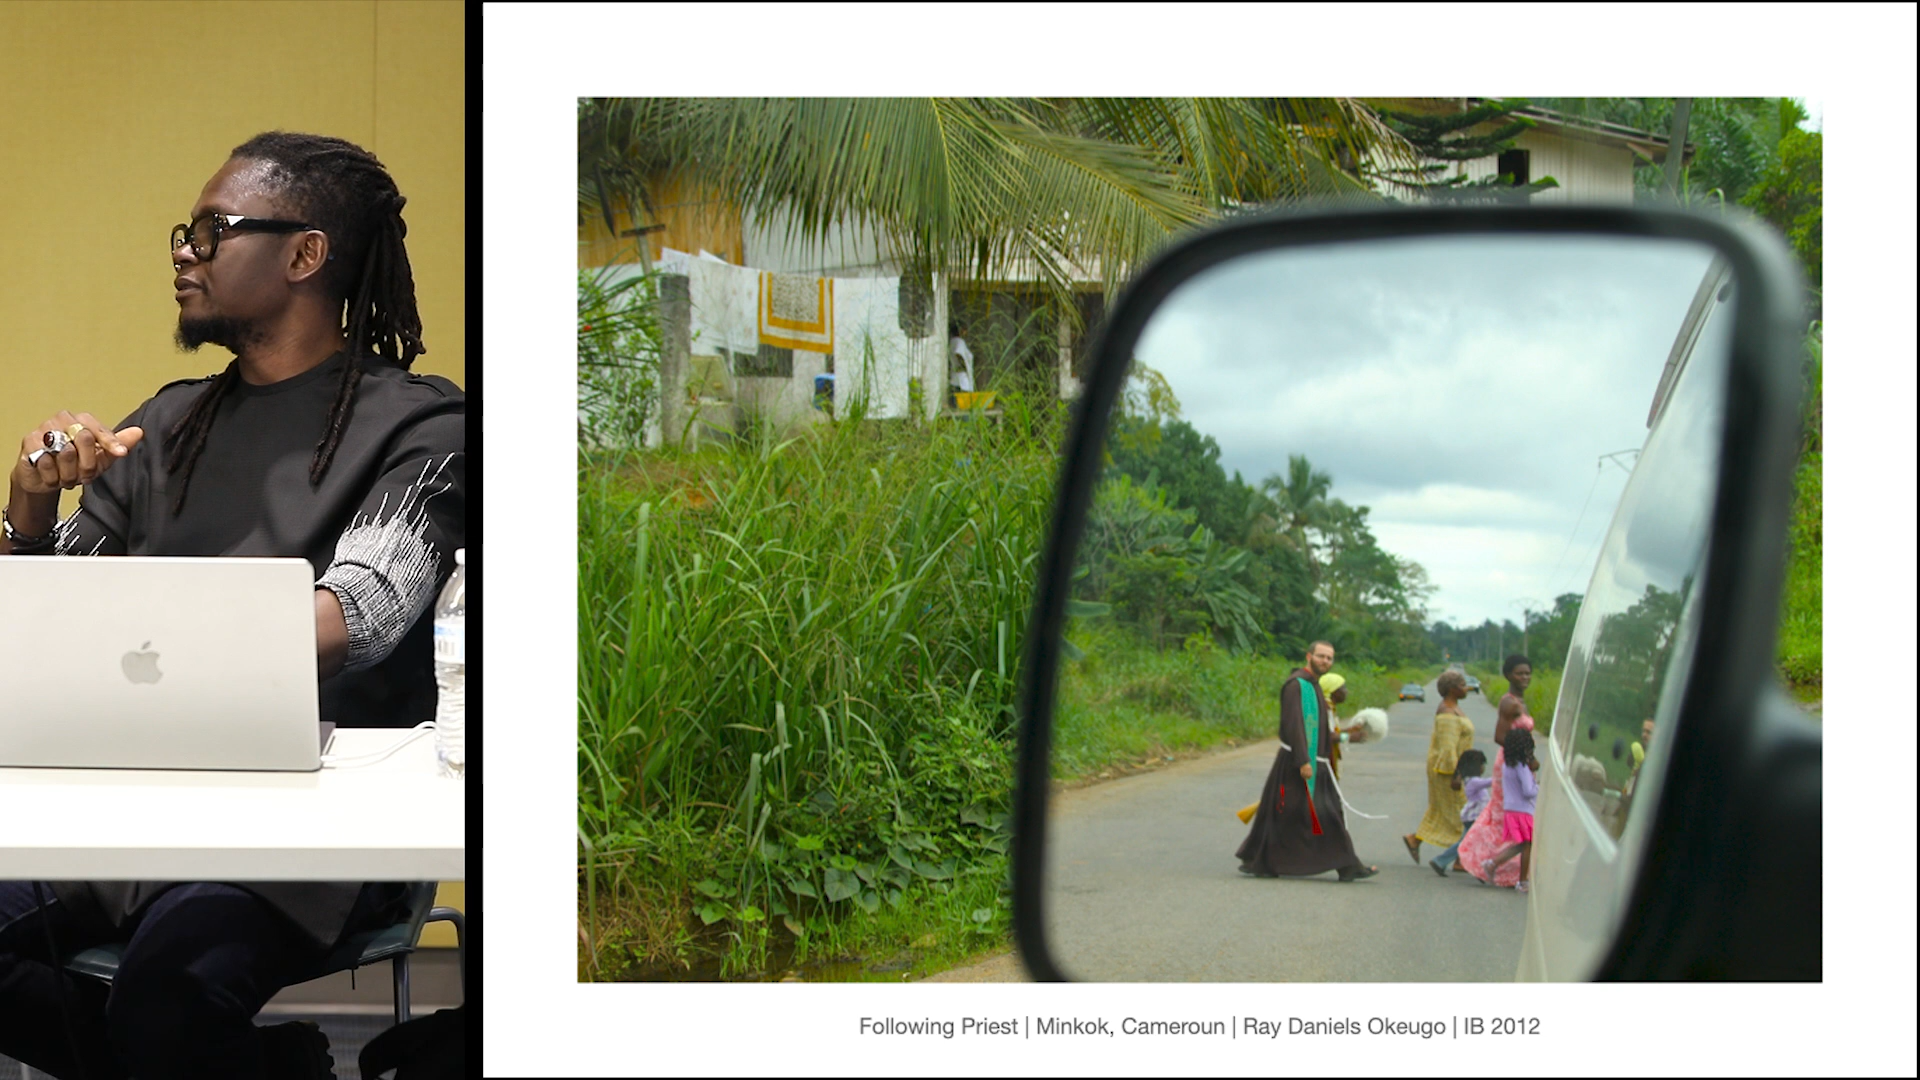 Following Priest | Minkok, Cameroun | Ray Daniels Okeugo | IB 2012